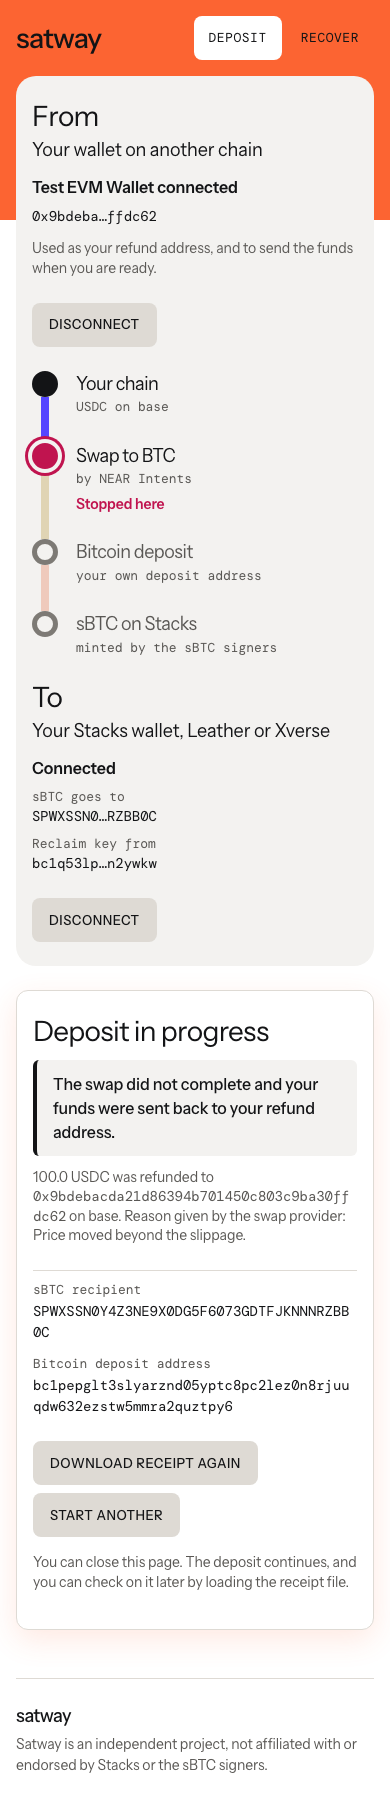 satway
DEPOSIT
RECOVER
From
Your wallet on another chain
Test EVM Wallet connected
0x9bdeba…ffdc62
Used as your refund address, and to send the funds
when you are ready.
DISCONNECT
Your chain
USDC on base
Swap to BTC
by NEAR Intents
Stopped here
Bitcoin deposit
your own deposit address
sBTC on Stacks
minted by the sBTC signers
To
Your Stacks wallet, Leather or Xverse
Connected
sBTC goes to
SPWXSSN0…RZBB0C
Reclaim key from
bc1q53lp…n2ywkw
DISCONNECT
Deposit in progress
The swap did not complete and your
funds were sent back to your refund
address.
100.0 USDC was refunded to
0x9bdebacda21d86394b701450c803c9ba30ff
dc62 on base. Reason given by the swap provider:
Price moved beyond the slippage.
sBTC recipient
SPWXSSN0Y4Z3NE9X0DG5F6073GDTFJKNNNRZBB
0C
Bitcoin deposit address
bc1pepglt3slyarznd05yptc8pc2lez0n8rjuu
qdw632ezstw5mmra2quztpy6
DOWNLOAD RECEIPT AGAIN
START ANOTHER
You can close this page. The deposit continues, and
you can check on it later by loading the receipt file.
satway
Satway is an independent project, not affiliated with or
endorsed by Stacks or the sBTC signers.